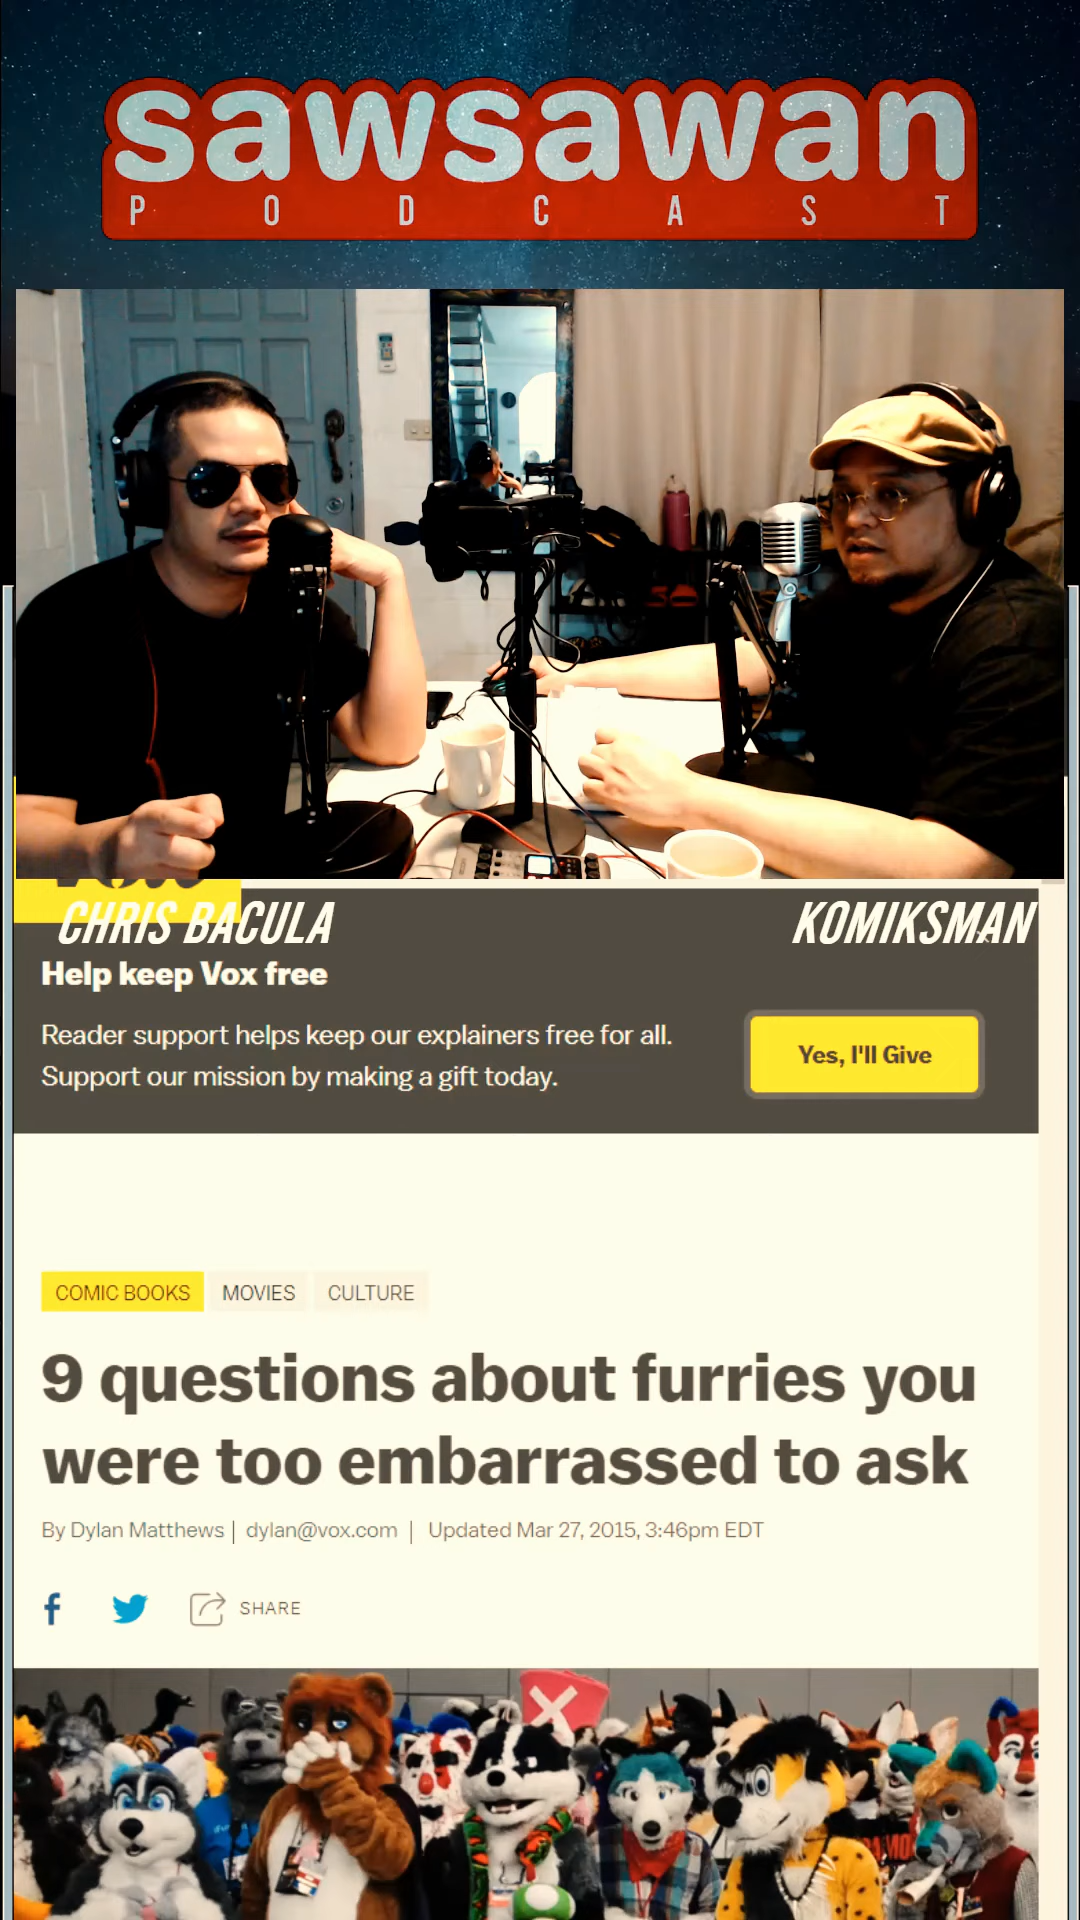 sawsawan
PODCAST
CHRIS BACULA
KOMIKSMAN
Help keep Vox free
Reader support helps keep our explainers free for all.
Support our mission by making a gift today.
Yes, I'll Give
COMIC BOOKS
MOVIES
CULTURE
9 questions about furries you
were too embarrassed to ask
By Dylan Matthews | dylan@vox.com | Updated Mar 27, 2015, 3:46pm EDT
SHARE